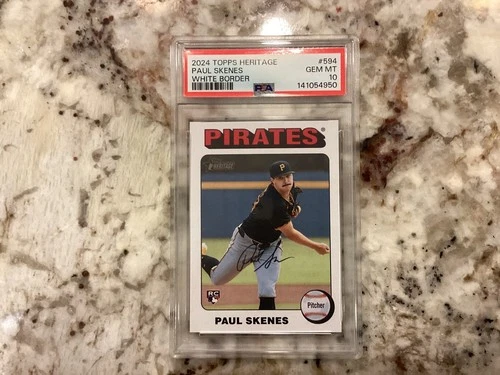 2024 TOPPS HERITAGE #594
PAUL SKENES GEM MT
WHITE BORDER PSA 10
141054950
PIRATES
HERITAGE
P
RC
Pitcher
PAUL SKENES